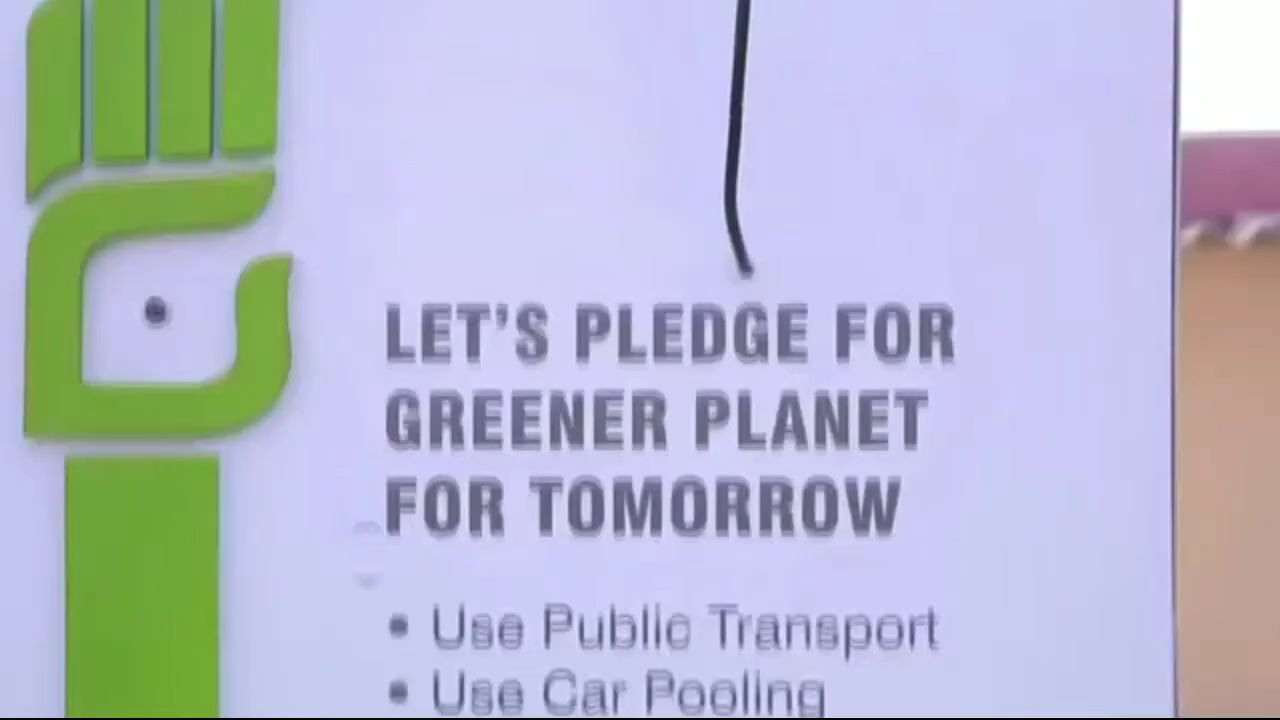 LET'S PLEDGE FOR
GREENER PLANET
FOR TOMORROW
• Use Public Transport
• Use Car Pooling